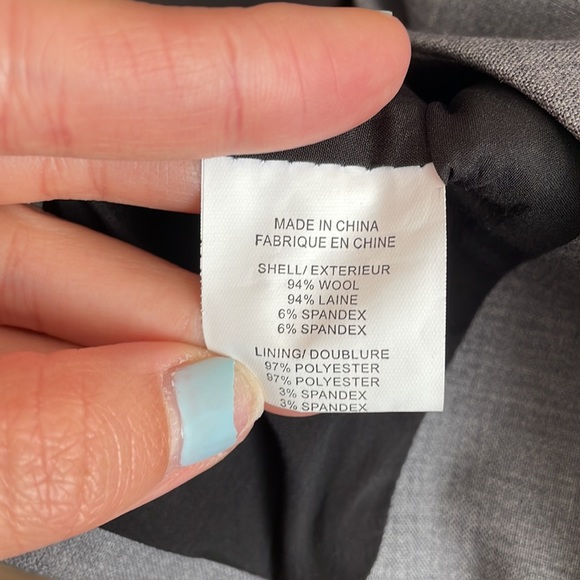 MADE IN CHINA
FABRIQUE EN CHINE
SHELL/ EXTERIEUR
94% WOOL
94% LAINE
6% SPANDEX
6% SPANDEX
LINING/ DOUBLURE
97% POLYESTER
97% POLYESTER
3% SPANDEX
3% SPANDEX